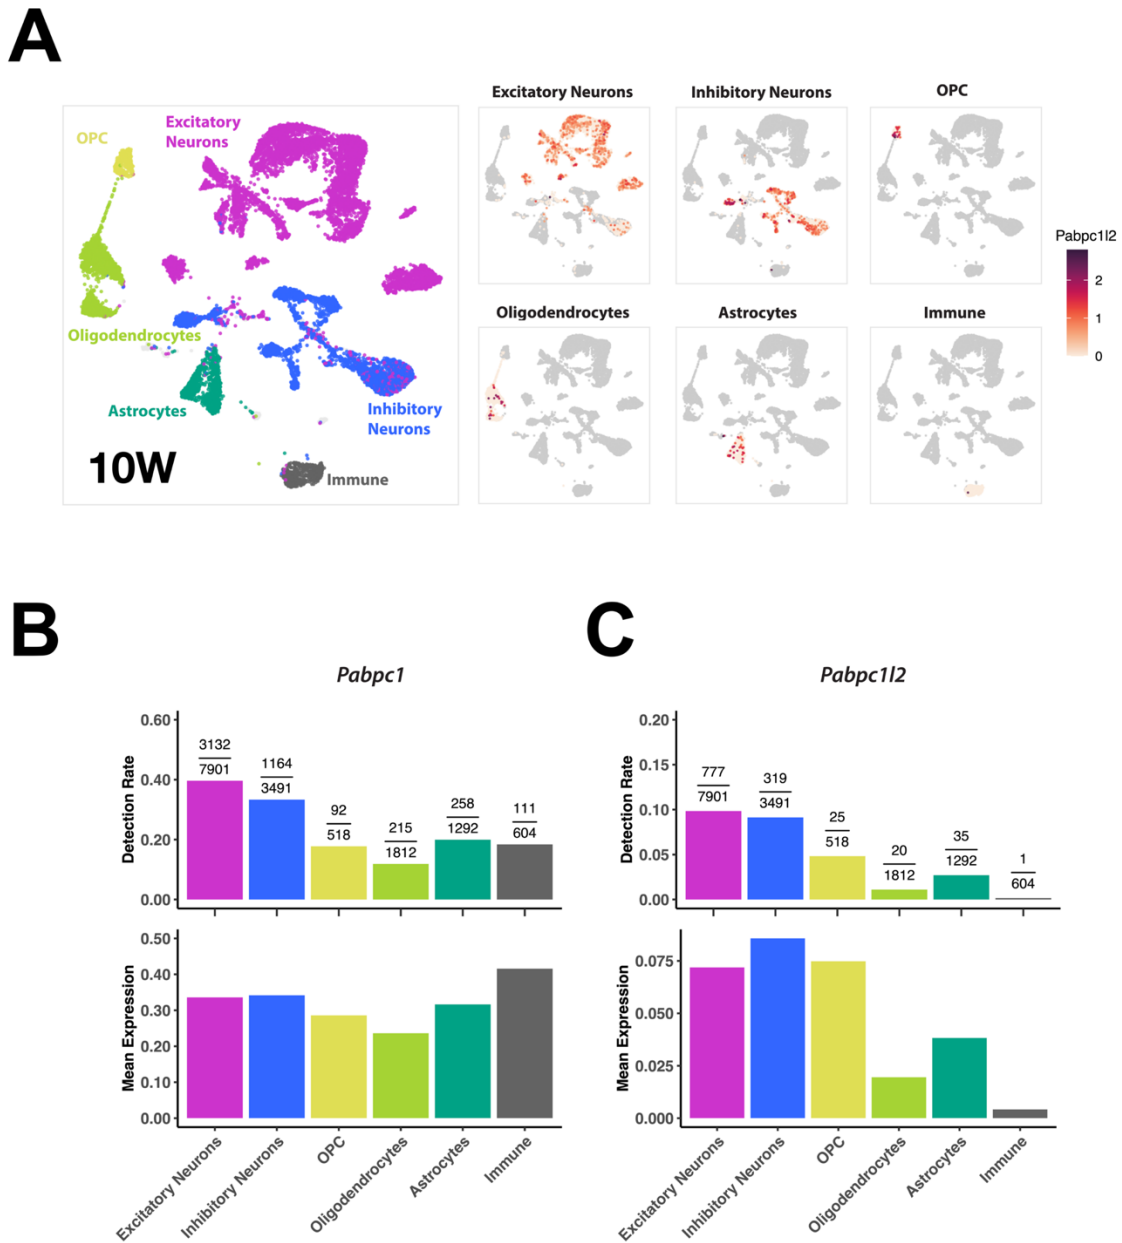 A
Excitatory
Neurons
OPC
Oligodendrocytes
Astrocytes
Inhibitory
Neurons
Immune
10W
Excitatory Neurons
Inhibitory Neurons
OPC
Oligodendrocytes
Astrocytes
Immune
Pabpc1l2
2
1
0
B
Pabpc1
Detection Rate
0.60
0.40
0.20
0.00
3132
7901
1164
3491
92
518
215
1812
258
1292
111
604
Mean Expression
0.50
0.40
0.30
0.20
0.10
0.00
Excitatory Neurons
Inhibitory Neurons
OPC
Oligodendrocytes
Astrocytes
Immune
C
Pabpc1l2
Detection Rate
0.20
0.15
0.10
0.05
0.00
777
7901
319
3491
25
518
20
1812
35
1292
1
604
Mean Expression
0.075
0.050
0.025
0.000
Excitatory Neurons
Inhibitory Neurons
OPC
Oligodendrocytes
Astrocytes
Immune